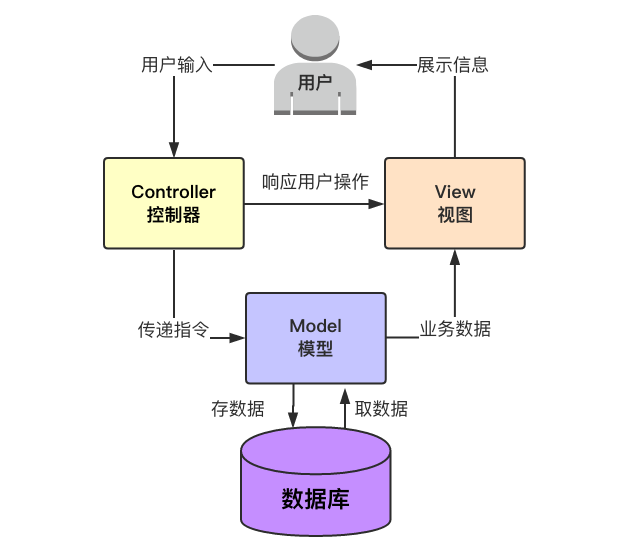 用户输入
展示信息
用户
响应用户操作
Controller
控制器
View
视图
传递指令
Model
模型
业务数据
存数据
取数据
数据库